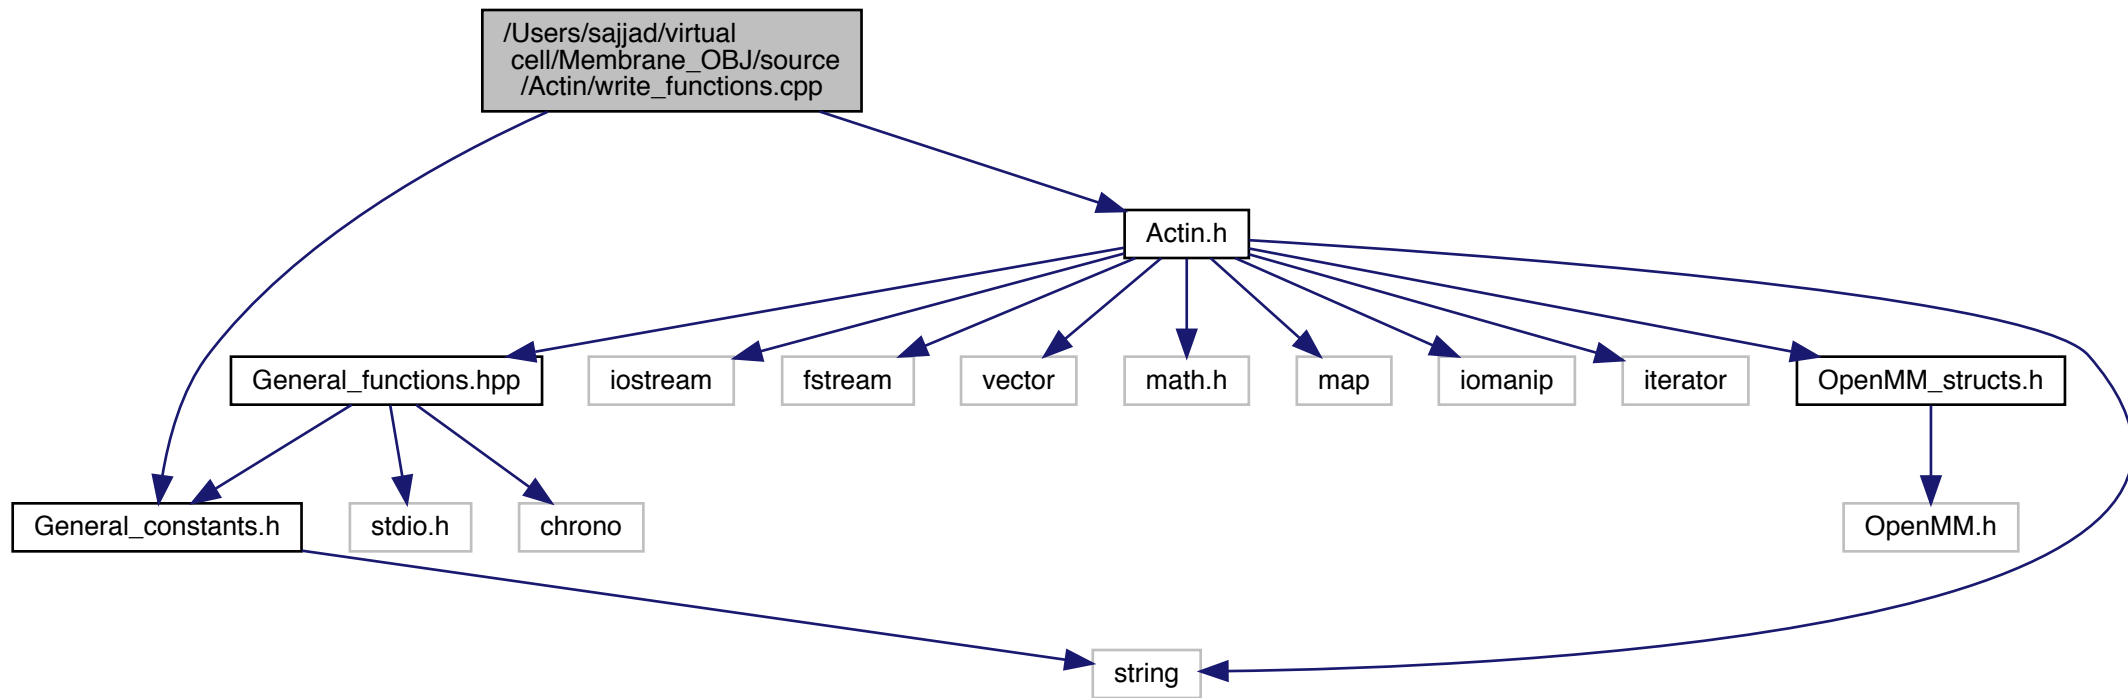 /Users/sajjad/virtual
cell/Membrane_OBJ/source
/Actin/write_functions.cpp
Actin.h
General_functions.hpp
iostream
fstream
vector
math.h
map
iomanip
iterator
OpenMM_structs.h
General_constants.h
stdio.h
chrono
OpenMM.h
string